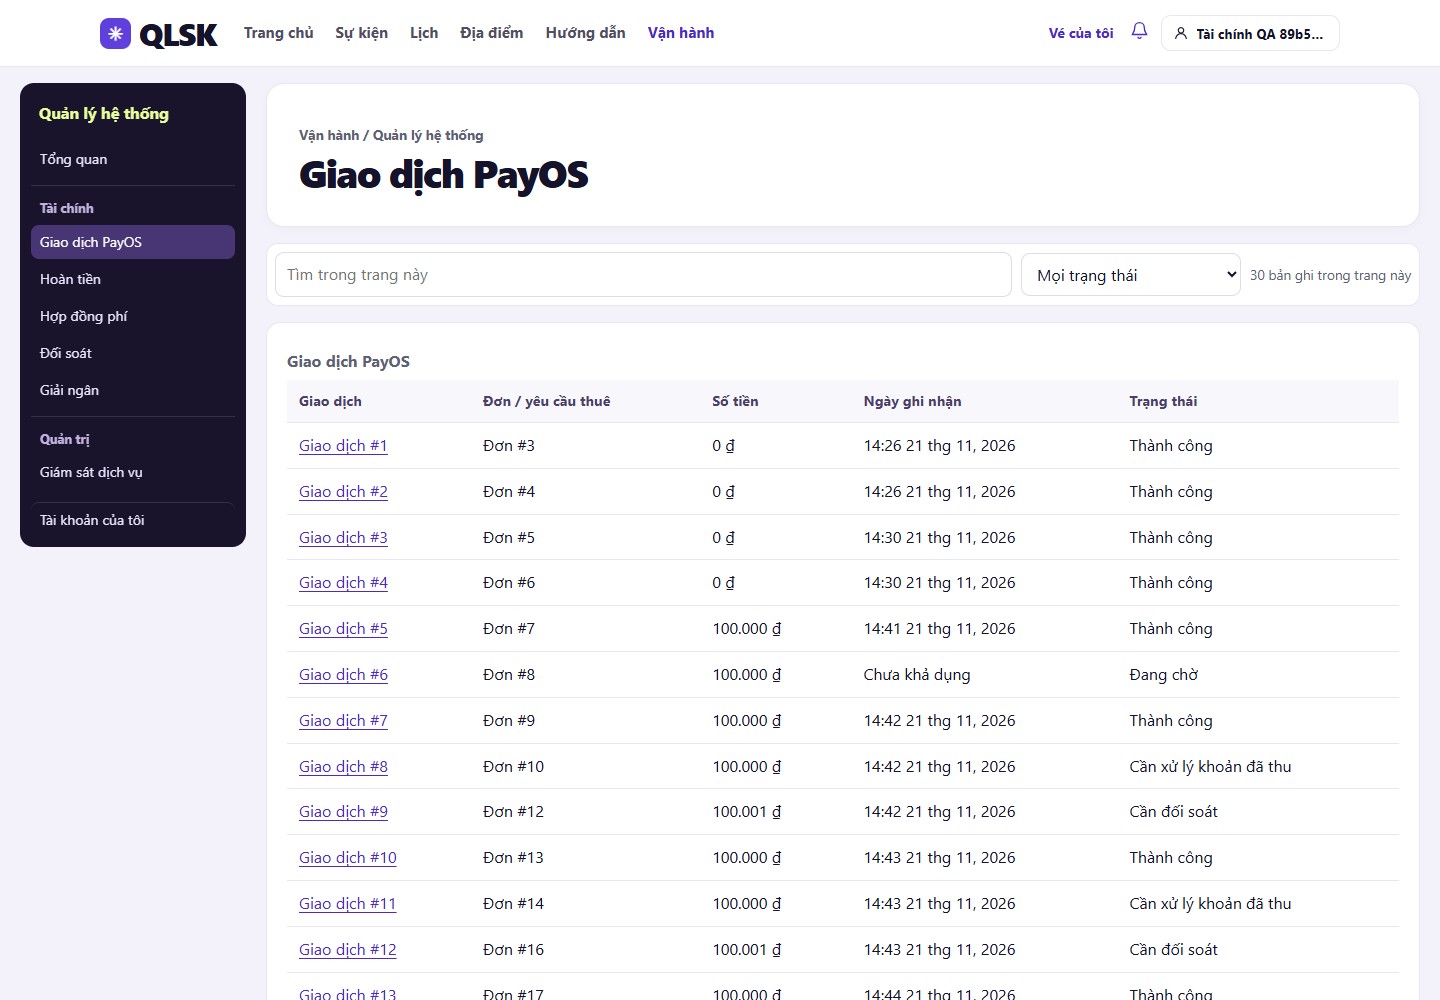 QLSK
Trang chủ
Sự kiện
Lịch
Địa điểm
Hướng dẫn
Vận hành
Vé của tôi
Tài chính QA 89b5...
Quản lý hệ thống
Tổng quan
Tài chính
Giao dịch PayOS
Hoàn tiền
Hợp đồng phí
Đối soát
Giải ngân
Quản trị
Giám sát dịch vụ
Tài khoản của tôi
Vận hành / Quản lý hệ thống
Giao dịch PayOS
Tìm trong trang này
Mọi trạng thái
30 bản ghi trong trang này
Giao dịch PayOS
Giao dịch Đơn / yêu cầu thuê Số tiền Ngày ghi nhận Trạng thái
Giao dịch #1 Đơn #3 0 ₫ 14:26 21 thg 11, 2026 Thành công
Giao dịch #2 Đơn #4 0 ₫ 14:26 21 thg 11, 2026 Thành công
Giao dịch #3 Đơn #5 0 ₫ 14:30 21 thg 11, 2026 Thành công
Giao dịch #4 Đơn #6 0 ₫ 14:30 21 thg 11, 2026 Thành công
Giao dịch #5 Đơn #7 100.000 ₫ 14:41 21 thg 11, 2026 Thành công
Giao dịch #6 Đơn #8 100.000 ₫ Chưa khả dụng Đang chờ
Giao dịch #7 Đơn #9 100.000 ₫ 14:42 21 thg 11, 2026 Thành công
Giao dịch #8 Đơn #10 100.000 ₫ 14:42 21 thg 11, 2026 Cần xử lý khoản đã thu
Giao dịch #9 Đơn #12 100.001 ₫ 14:42 21 thg 11, 2026 Cần đối soát
Giao dịch #10 Đơn #13 100.000 ₫ 14:43 21 thg 11, 2026 Thành công
Giao dịch #11 Đơn #14 100.000 ₫ 14:43 21 thg 11, 2026 Cần xử lý khoản đã thu
Giao dịch #12 Đơn #16 100.001 ₫ 14:43 21 thg 11, 2026 Cần đối soát
Giao dịch #13 Đơn #17 100.000 ₫ 14:44 21 thg 11, 2026 Thành công